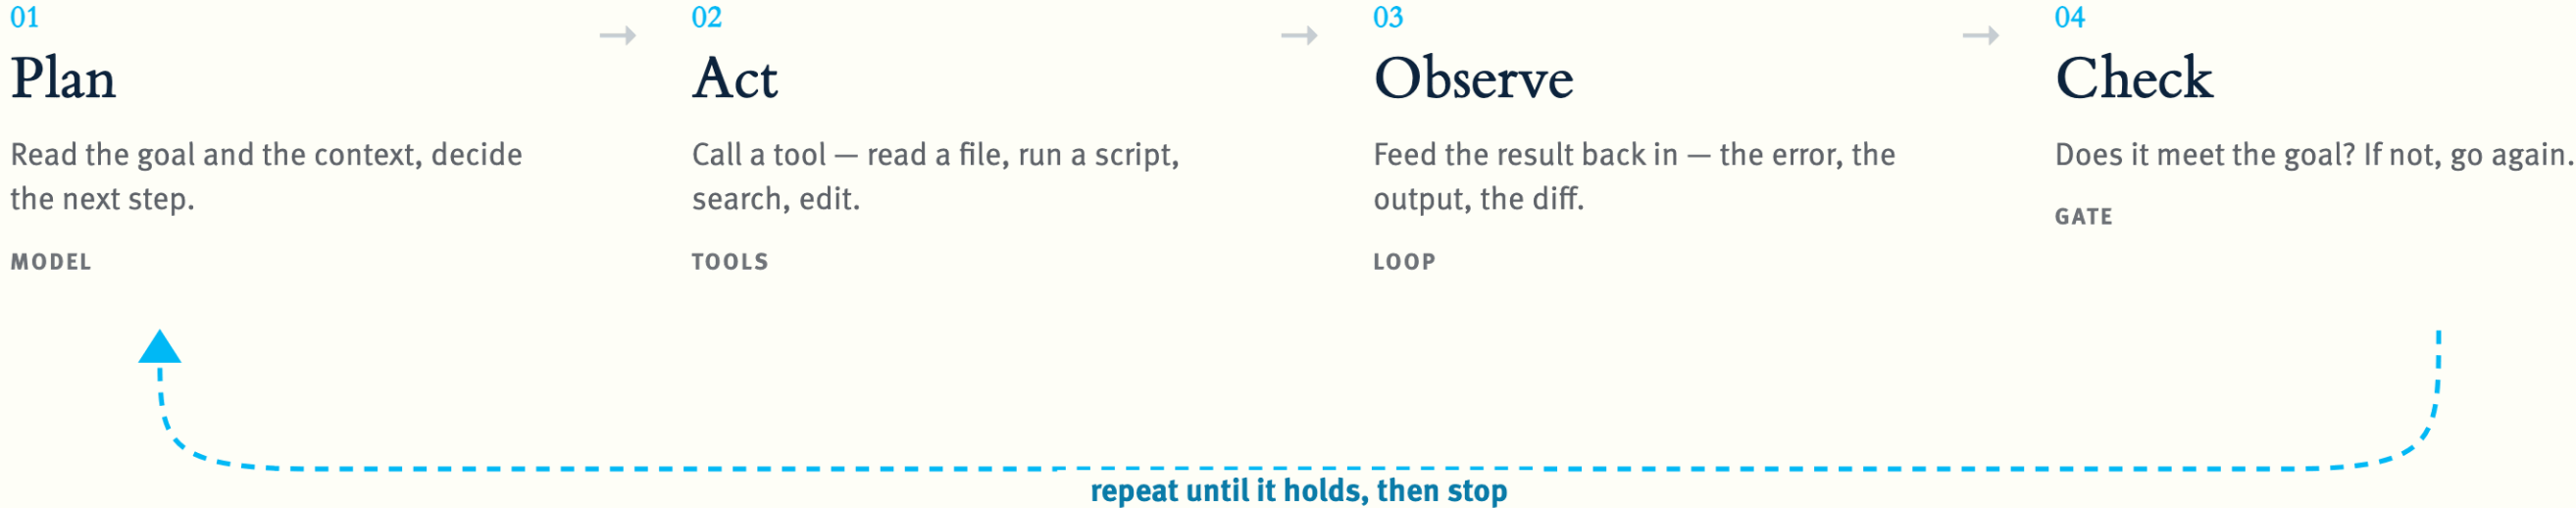 01
Plan
Read the goal and the context, decide
the next step.
MODEL
02
Act
Call a tool — read a file, run a script,
search, edit.
TOOLS
03
Observe
Feed the result back in — the error, the
output, the diff.
LOOP
04
Check
Does it meet the goal? If not, go again.
GATE
repeat until it holds, then stop